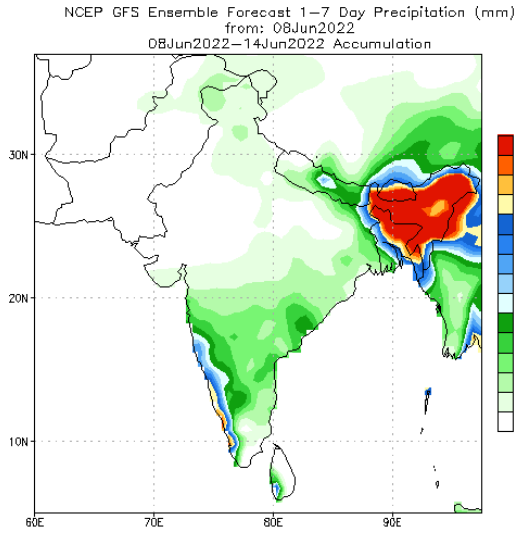 NCEP GFS Ensemble Forecast 1-7 Day Precipitation (mm)
from: 08Jun2022
08Jun2022-14Jun2022 Accumulation
30N
20N
10N
60E 70E 80E 90E